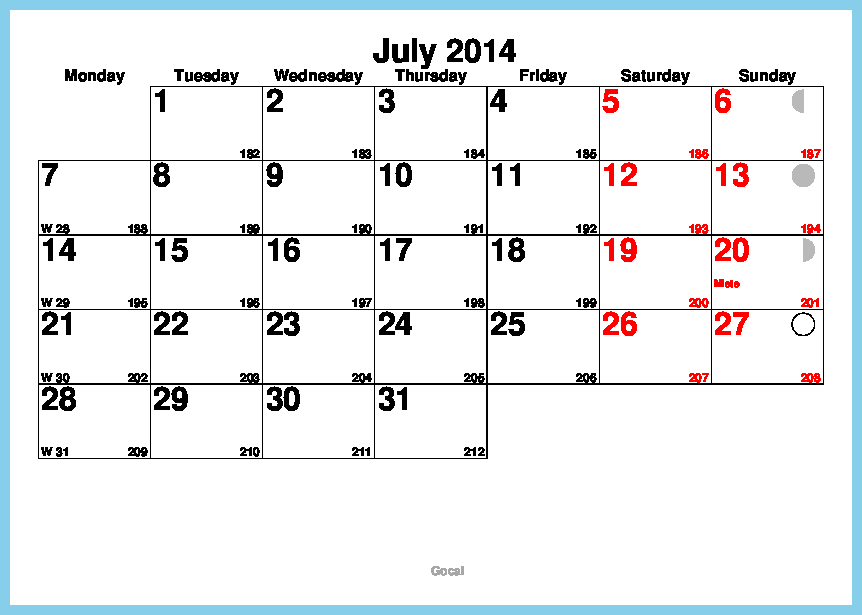 July 2014
Monday Tuesday Wednesday Thursday Friday Saturday Sunday
1 2 3 4 5 6
182 183 184 185 186 187
7 8 9 10 11 12 13
W 28 188 189 190 191 192 193 194
14 15 16 17 18 19 20
Misto
W 29 195 196 197 198 199 200 201
21 22 23 24 25 26 27
W 30 202 203 204 205 206 207 208
28 29 30 31
W 31 209 210 211 212
Gocal